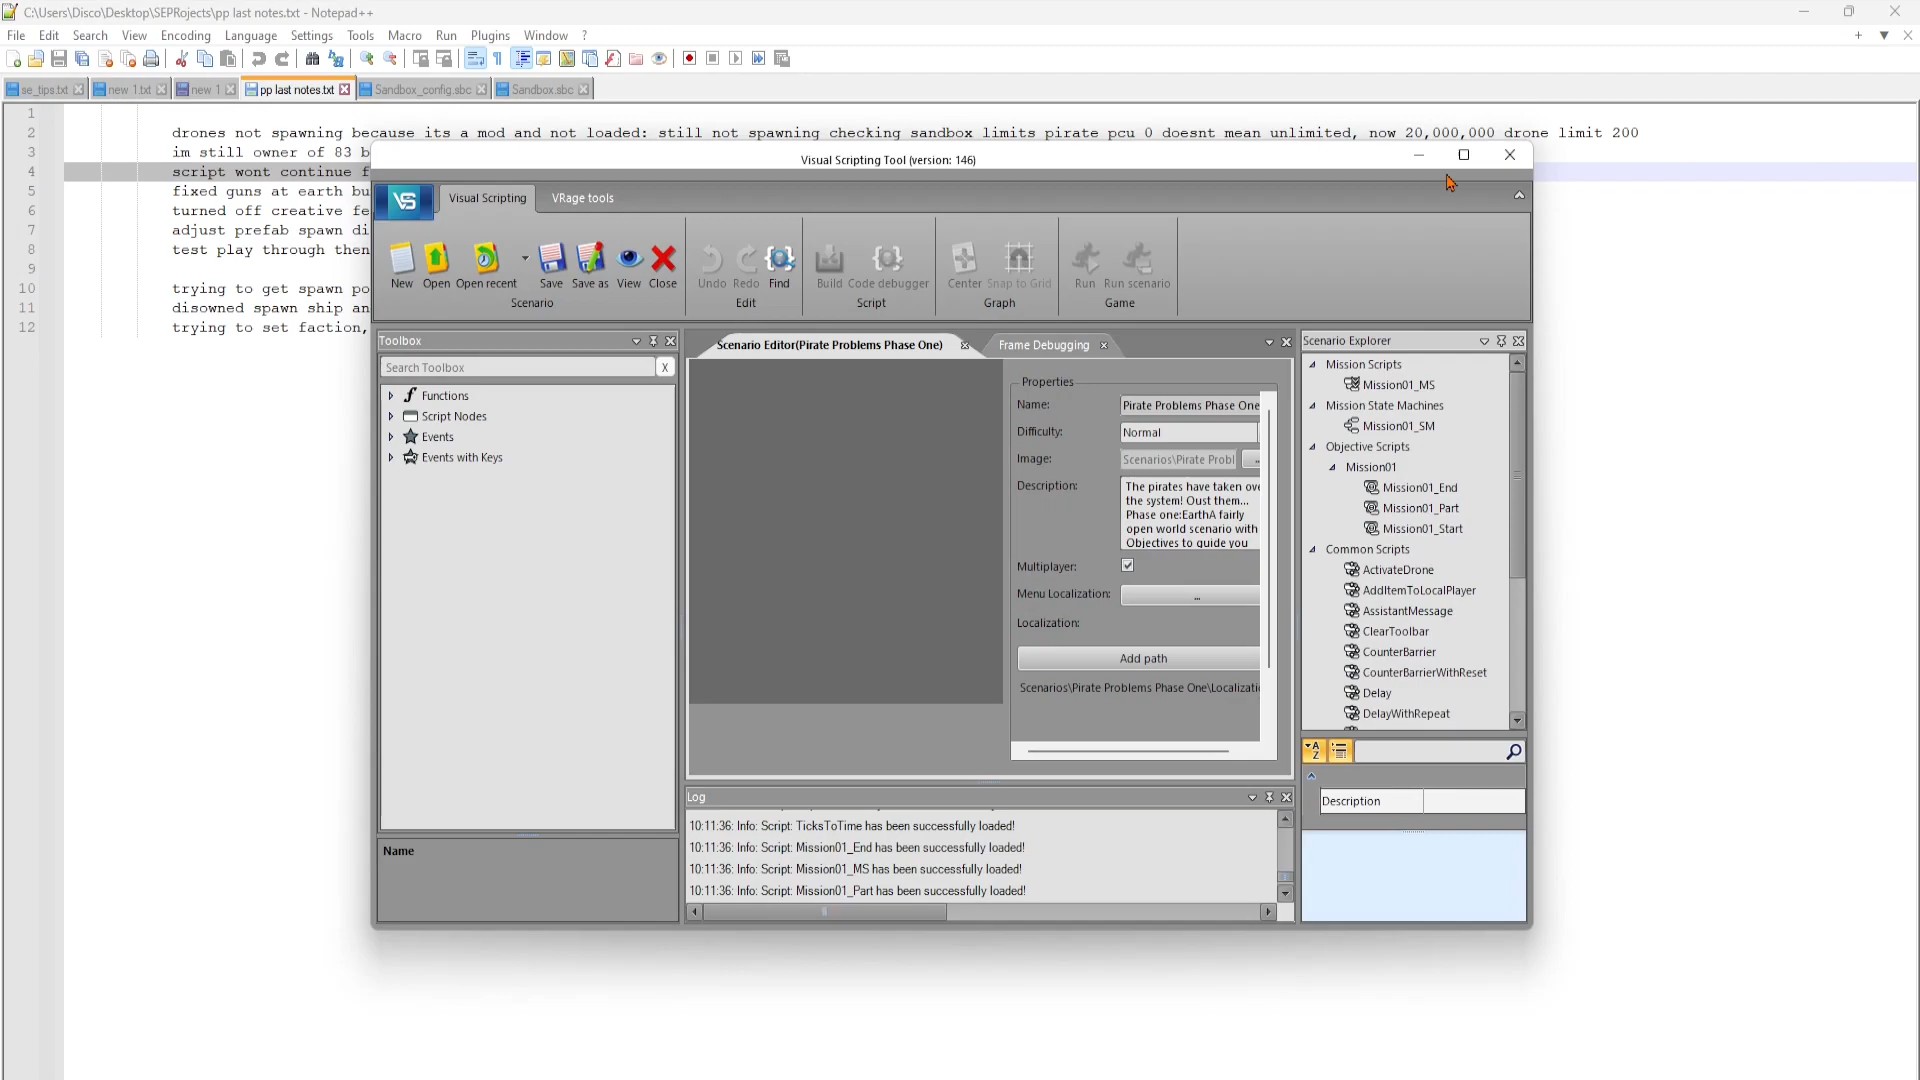 C:\Users\Disco\Desktop\SEPRojects\pp last notes.txt - Notepad++
File Edit Search View Encoding Language Settings Tools Macro Run Plugins Window ?
se_tips.txt new 1.txt new 1 pp last notes.txt Sandbox_config.sbc Sandbox.sbc
1
2 drones not spawning because its a mod and not loaded: still not spawning checking sandbox limits pirate pcu 0 doesnt mean unlimited, now 20,000,000 drone limit 200
3 im still owner of 83 b
4 script wont continue f
5 fixed guns at earth bu
6 turned off creative fe
7 adjust prefab spawn di
8 test play through then
9
10 trying to get spawn po
11 disowned spawn ship an
12 trying to set faction,
Visual Scripting Tool (version: 146)
VS Visual Scripting VRage tools
New Open Open recent Save Save as View Close Undo Redo Find Build Code debugger Center Snap to Grid Run Run scenario
Scenario Edit Script Graph Game
Toolbox
Search Toolbox X
Functions
Script Nodes
Events
Events with Keys
Name
Scenario Editor(Pirate Problems Phase One) Frame Debugging
Properties
Name: Pirate Problems Phase One
Difficulty: Normal
Image: Scenarios\Pirate Probl ..
Description: The pirates have taken ove
the system! Oust them...
Phase one:EarthA fairly
open world scenario with
Objectives to guide you
Multiplayer:
Menu Localization: ...
Localization:
Add path
Scenarios\Pirate Problems Phase One\Localizati
Log
10:11:36: Info: Script: TicksToTime has been successfully loaded!
10:11:36: Info: Script: Mission01_End has been successfully loaded!
10:11:36: Info: Script: Mission01_MS has been successfully loaded!
10:11:36: Info: Script: Mission01_Part has been successfully loaded!
Scenario Explorer
Mission Scripts
Mission01_MS
Mission State Machines
Mission01_SM
Objective Scripts
Mission01
Mission01_End
Mission01_Part
Mission01_Start
Common Scripts
ActivateDrone
AddItemToLocalPlayer
AssistantMessage
ClearToolbar
CounterBarrier
CounterBarrierWithReset
Delay
DelayWithRepeat
Description